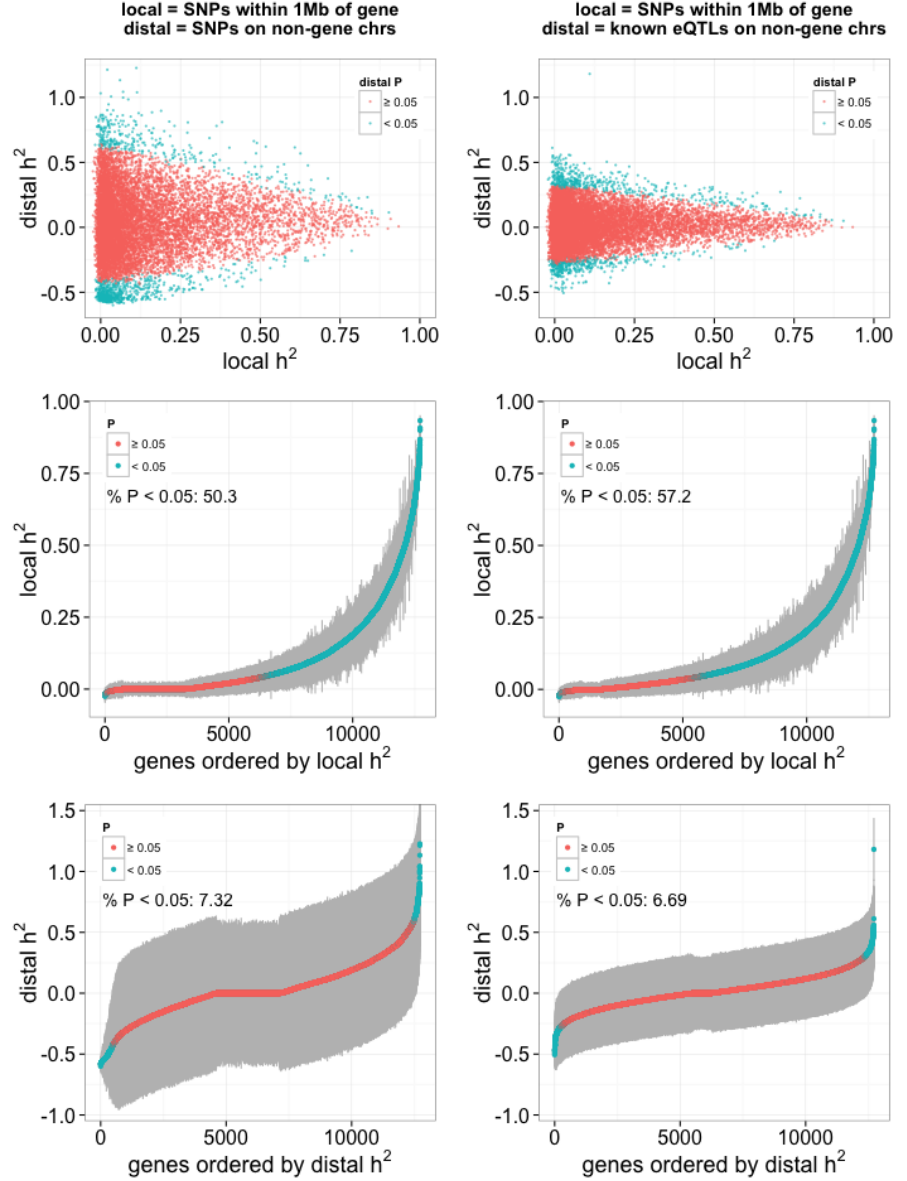 local = SNPs within 1Mb of gene
distal = SNPs on non-gene chrs
local = SNPs within 1Mb of gene
distal = known eQTLs on non-gene chrs
distal h²
1.0
0.5
0.0
-0.5
distal P
≥ 0.05
< 0.05
0.00 0.25 0.50 0.75 1.00
local h²
distal h²
1.0
0.5
0.0
-0.5
distal P
≥ 0.05
< 0.05
0.00 0.25 0.50 0.75 1.00
local h²
local h²
1.00
0.75
0.50
0.25
0.00
P
≥ 0.05
< 0.05
% P < 0.05: 50.3
0 5000 10000
genes ordered by local h²
local h²
1.00
0.75
0.50
0.25
0.00
P
≥ 0.05
< 0.05
% P < 0.05: 57.2
0 5000 10000
genes ordered by local h²
distal h²
1.5
1.0
0.5
0.0
-0.5
-1.0
P
≥ 0.05
< 0.05
% P < 0.05: 7.32
0 5000 10000
genes ordered by distal h²
distal h²
1.5
1.0
0.5
0.0
-0.5
-1.0
P
≥ 0.05
< 0.05
% P < 0.05: 6.69
0 5000 10000
genes ordered by distal h²